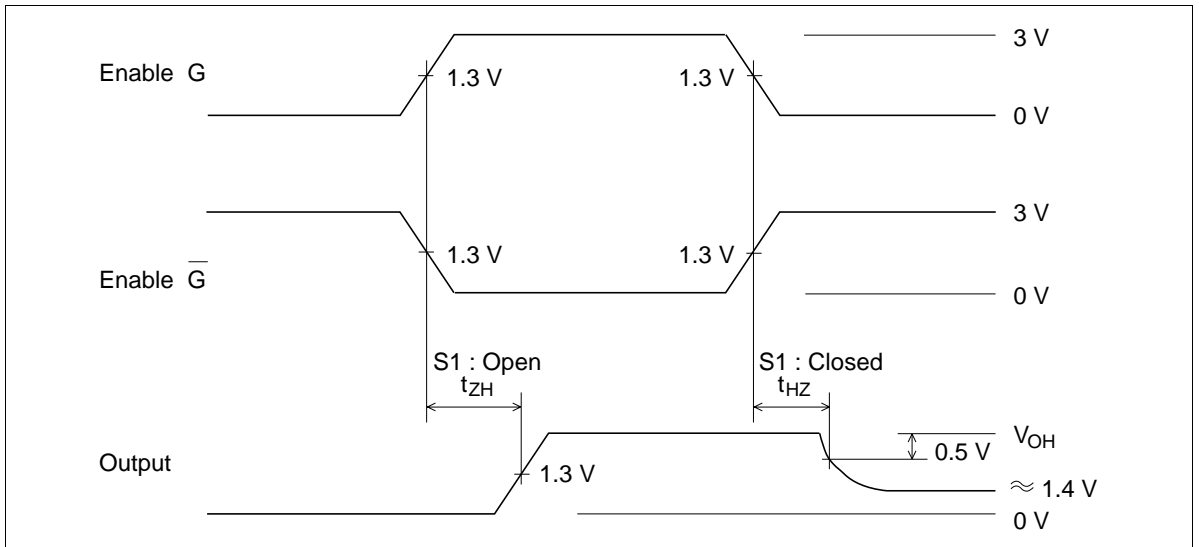 3 V
Enable G
1.3 V 1.3 V
0 V
3 V
1.3 V 1.3 V
Enable G̅
0 V
S1 : Open S1 : Closed
tZH tHZ
VOH
0.5 V
Output
1.3 V
≈ 1.4 V
0 V